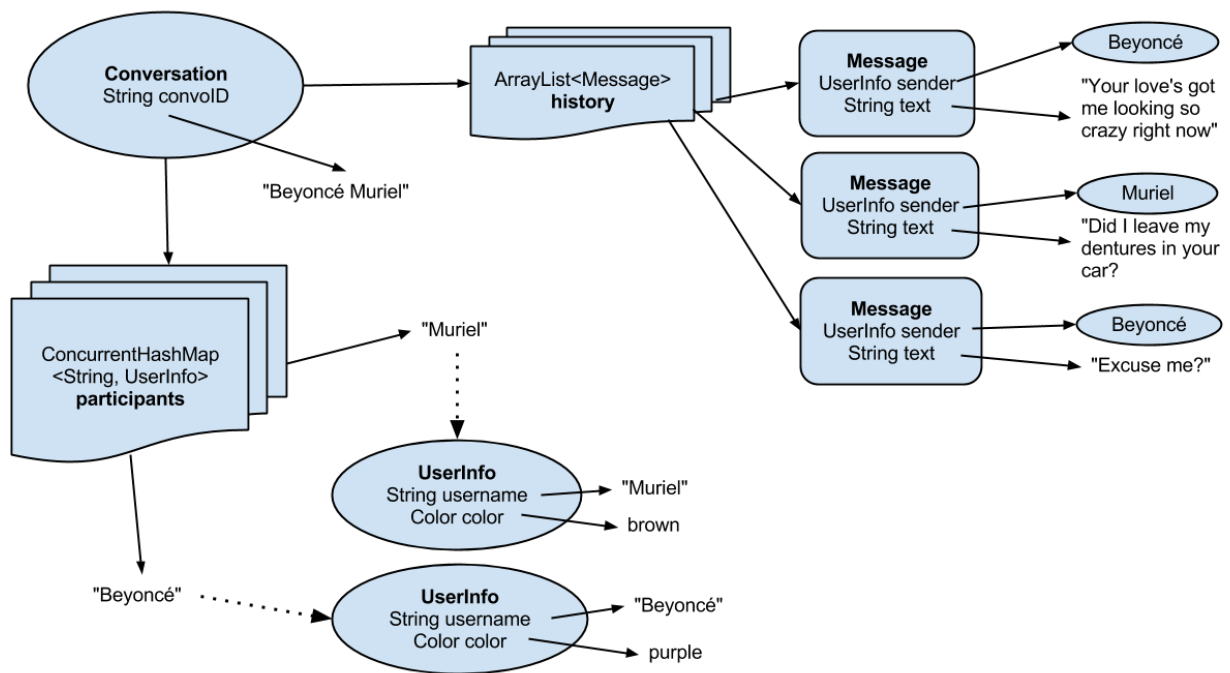 Conversation
String convoID
"Beyoncé Muriel"
ArrayList<Message>
history
Message
UserInfo sender
String text
Beyoncé
"Your love's got
me looking so
crazy right now"
Message
UserInfo sender
String text
Muriel
"Did I leave my
dentures in your
car?
Message
UserInfo sender
String text
Beyoncé
"Excuse me?"
ConcurrentHashMap
<String, UserInfo>
participants
"Muriel"
UserInfo
String username
Color color
"Muriel"
brown
"Beyoncé"
UserInfo
String username
Color color
"Beyoncé"
purple